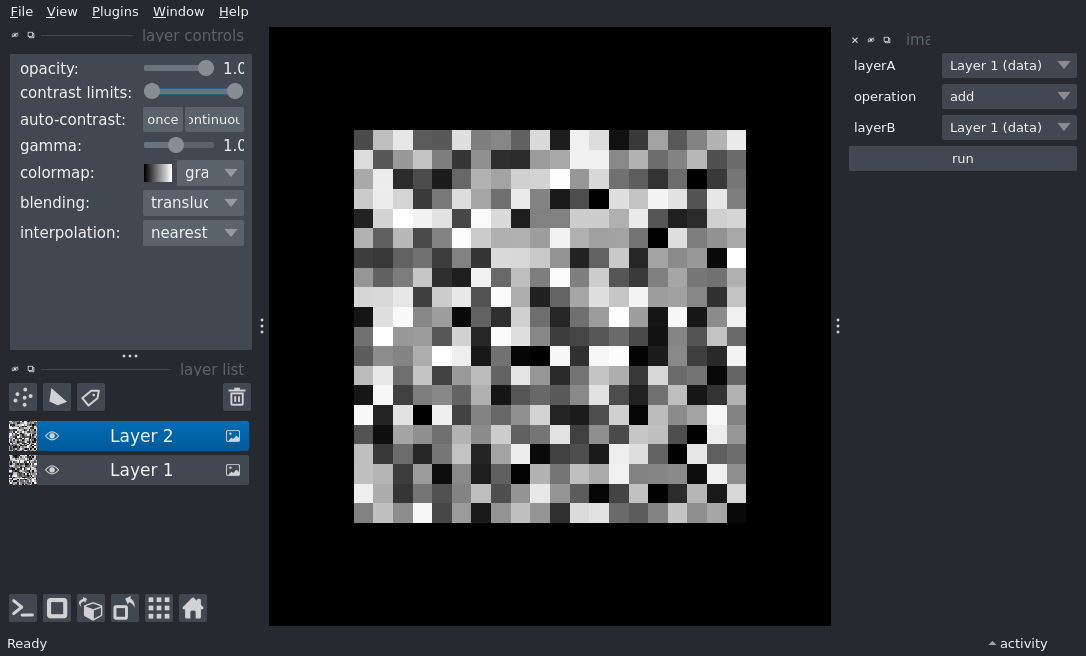 File View Plugins Window Help
layer controls
opacity: 1.0
contrast limits:
auto-contrast: once ontinuou
gamma: 1.0
colormap: gra
blending: transluc
interpolation: nearest
layer list
Layer 2
Layer 1
Ready
ima
layerA Layer 1 (data)
operation add
layerB Layer 1 (data)
run
activity